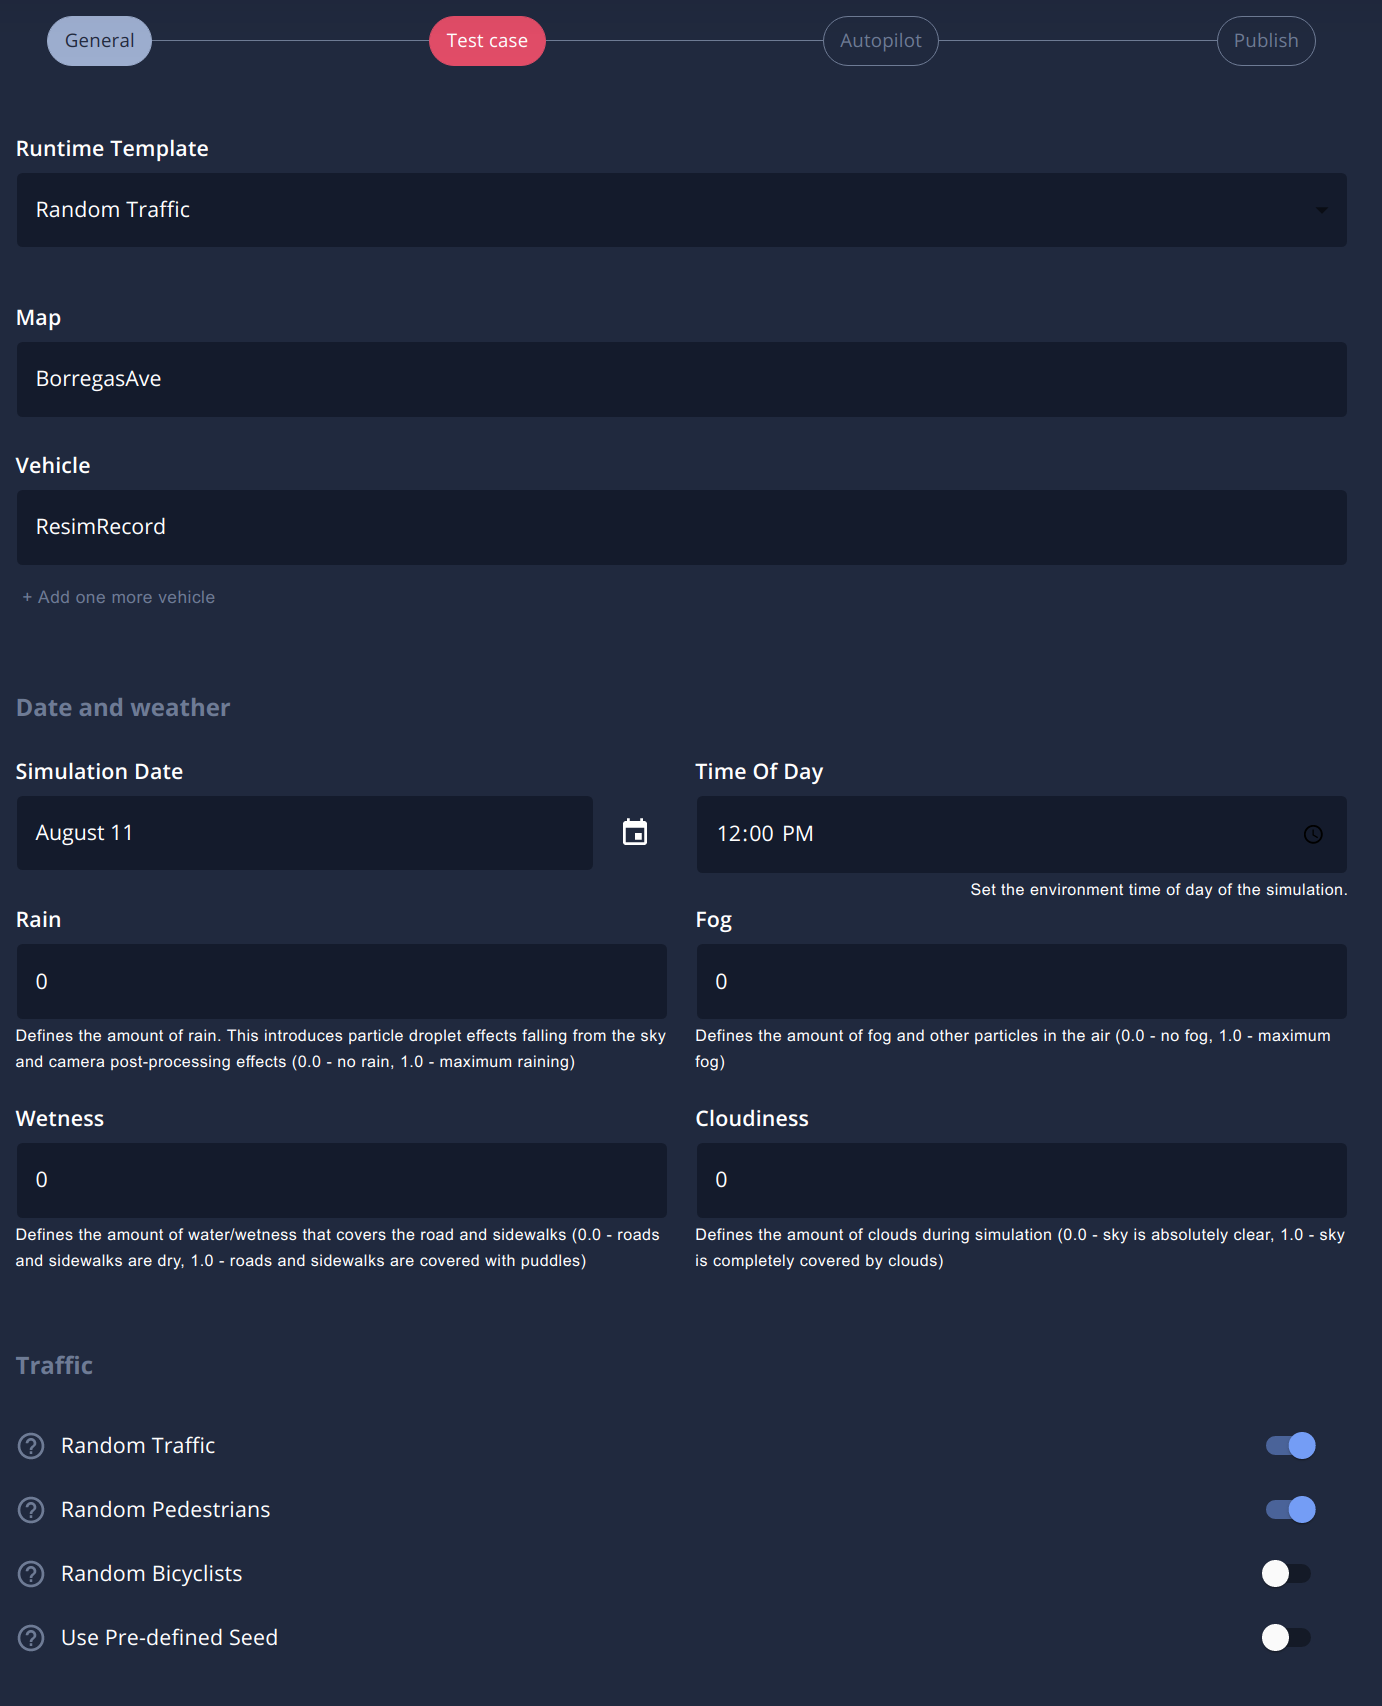 General
Test case
Autopilot
Publish
Runtime Template
Random Traffic
Map
BorregasAve
Vehicle
ResimRecord
+ Add one more vehicle
Date and weather
Simulation Date
Time Of Day
August 11
12:00 PM
Set the environment time of day of the simulation.
Rain
Fog
0
0
Defines the amount of rain. This introduces particle droplet effects falling from the sky
and camera post-processing effects (0.0 - no rain, 1.0 - maximum raining)
Defines the amount of fog and other particles in the air (0.0 - no fog, 1.0 - maximum
fog)
Wetness
Cloudiness
0
0
Defines the amount of water/wetness that covers the road and sidewalks (0.0 - roads
and sidewalks are dry, 1.0 - roads and sidewalks are covered with puddles)
Defines the amount of clouds during simulation (0.0 - sky is absolutely clear, 1.0 - sky
is completely covered by clouds)
Traffic
Random Traffic
Random Pedestrians
Random Bicyclists
Use Pre-defined Seed